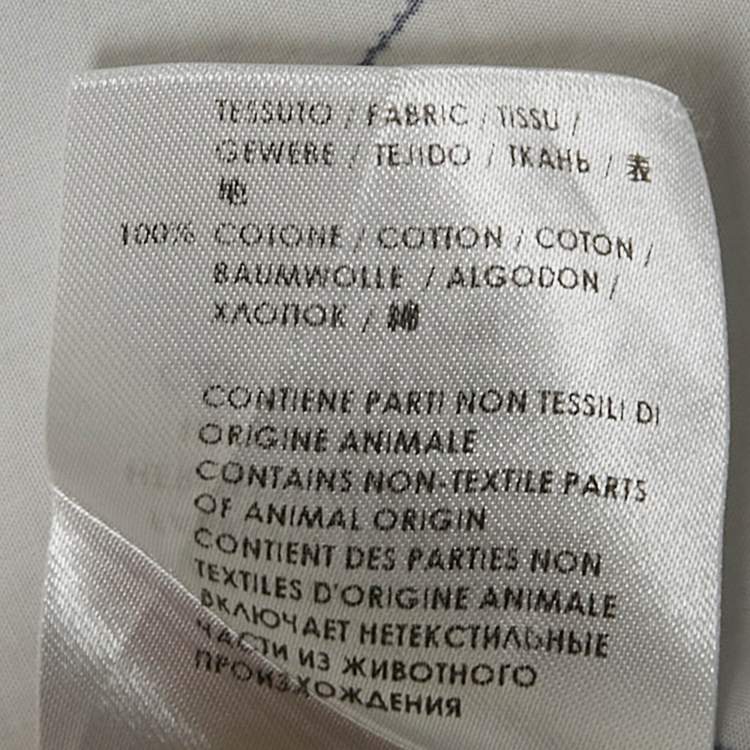 TESSUTO / FABRIC / TISSU /
GEWEBE / TEJIDO / ТКАНЬ / 表
地
100% COTONE / COTTON / COTON /
BAUMWOLLE / ALGODON /
ХЛОПОК / 綿
CONTIENE PARTI NON TESSILI DI
ORIGINE ANIMALE
CONTAINS NON-TEXTILE PARTS
OF ANIMAL ORIGIN
CONTIENT DES PARTIES NON
TEXTILES D'ORIGINE ANIMALE
ВКЛЮЧАЕТ НЕТЕКСТИЛЬНЫЕ
ЧАСТИ ИЗ ЖИВОТНОГО
ПРОИЗХОЖДЕНИЯ